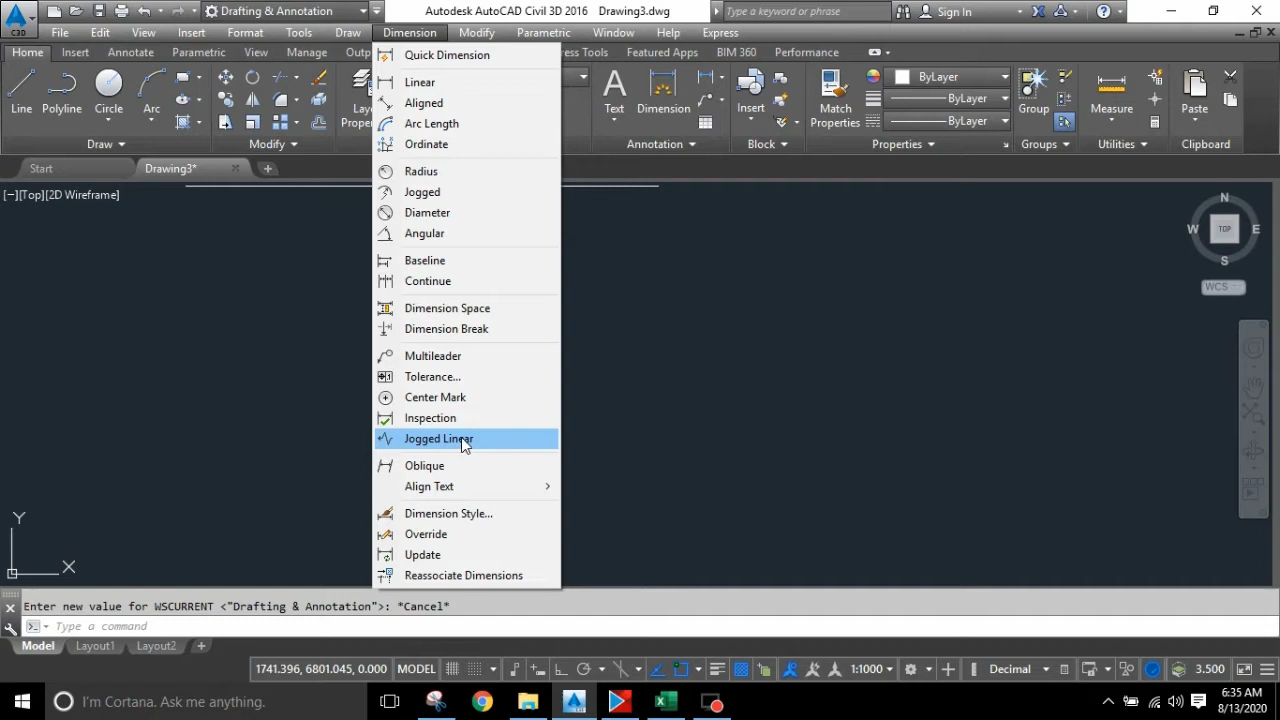 Drafting & Annotation
Autodesk AutoCAD Civil 3D 2016 Drawing3.dwg
Type a keyword or phrase
Sign In
C3D
File Edit View Insert Format Tools Draw Dimension Modify Parametric Window Help Express
Home Insert Annotate Parametric View Manage Outp ss Tools Featured Apps BIM 360 Performance
Line Polyline Circle Arc
Lay
Proper
Text Dimension Insert Match
Properties
ByLayer
ByLayer
ByLayer
Group Measure Paste
Draw Modify Annotation Block Properties Groups Utilities Clipboard
Start Drawing3*
[−][Top][2D Wireframe]
Quick Dimension
Linear
Aligned
Arc Length
Ordinate
Radius
Jogged
Diameter
Angular
Baseline
Continue
Dimension Space
Dimension Break
Multileader
Tolerance...
Center Mark
Inspection
Jogged Linear
Oblique
Align Text
Dimension Style...
Override
Update
Reassociate Dimensions
N
W TOP E
S
WCS
Y
X
Enter new value for WSCURRENT <"Drafting & Annotation">: *Cancel*
Type a command
Model Layout1 Layout2
1741.396, 6801.045, 0.000 MODEL 1:1000 Decimal 3.500
I'm Cortana. Ask me anything.
6:35 AM
8/13/2020